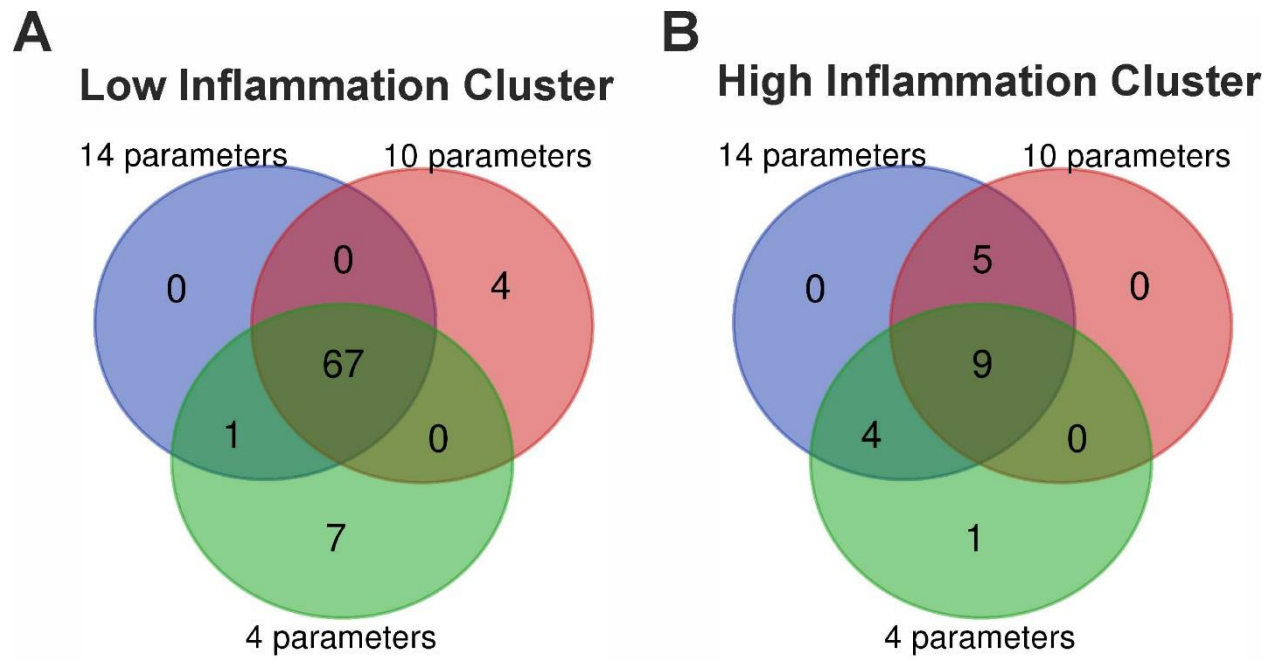 A
Low Inflammation Cluster
14 parameters
10 parameters
0
0
4
67
1
0
7
4 parameters
B
High Inflammation Cluster
14 parameters
10 parameters
5
0
0
9
4
0
1
4 parameters